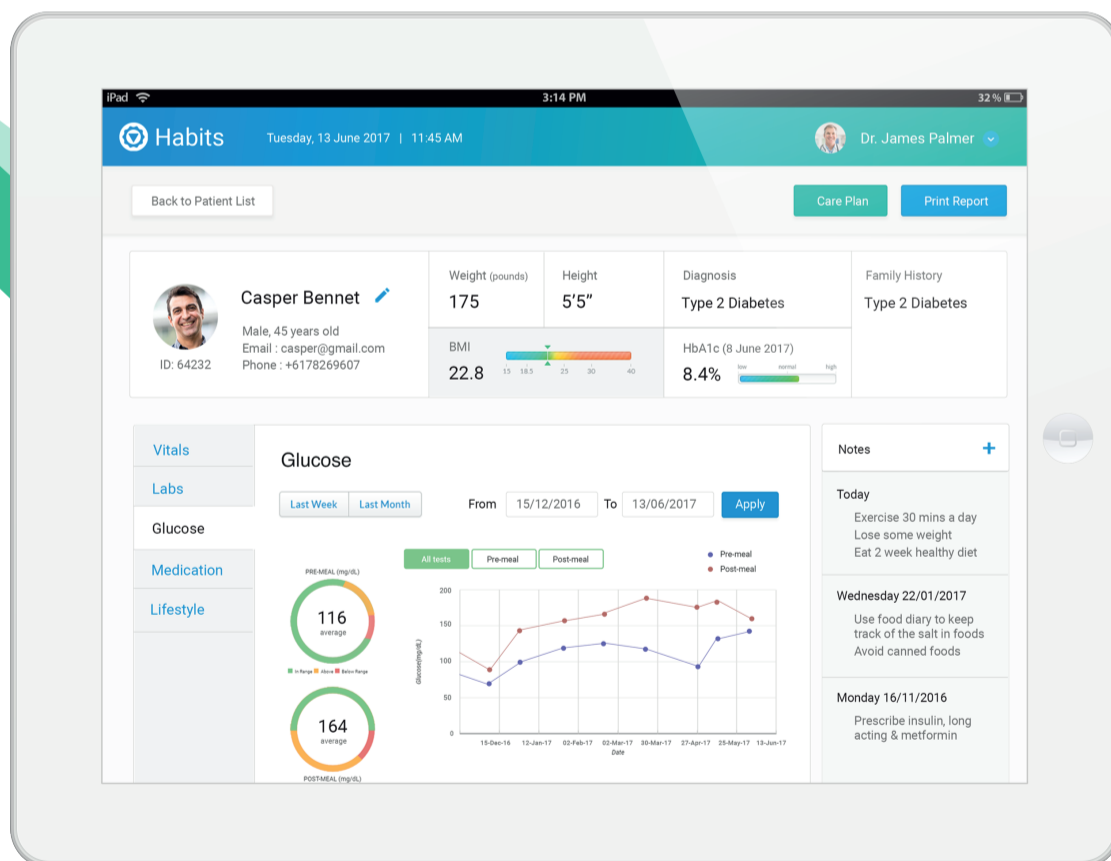 iPad
3:14 PM
32 %
Habits
Tuesday, 13 June 2017 | 11:45 AM
Dr. James Palmer
Back to Patient List
Care Plan
Print Report
Casper Bennet
Male, 45 years old
Email : casper@gmail.com
Phone : +6178269607
ID: 64232
Weight (pounds)
175
Height
5'5”
BMI
22.8
15 18.5 25 30 40
Diagnosis
Type 2 Diabetes
HbA1c (8 June 2017)
8.4%
low normal high
Family History
Type 2 Diabetes
Vitals
Labs
Glucose
Medication
Lifestyle
Glucose
Last Week
Last Month
From 15/12/2016 To 13/06/2017
Apply
All tests
Pre-meal
Post-meal
Pre-meal
Post-meal
PRE-MEAL (mg/dL)
116
average
In Range Above Below Range
164
average
POST-MEAL (mg/dL)
Glucose(mg/dL)
200
150
100
50
0
15-Dec-16 12-Jan-17 02-Feb-17 02-Mar-17 30-Mar-17 27-Apr-17 25-May-17 13-Jun-17
Date
Notes
+
Today
Exercise 30 mins a day
Lose some weight
Eat 2 week healthy diet
Wednesday 22/01/2017
Use food diary to keep
track of the salt in foods
Avoid canned foods
Monday 16/11/2016
Prescribe insulin, long
acting & metformin